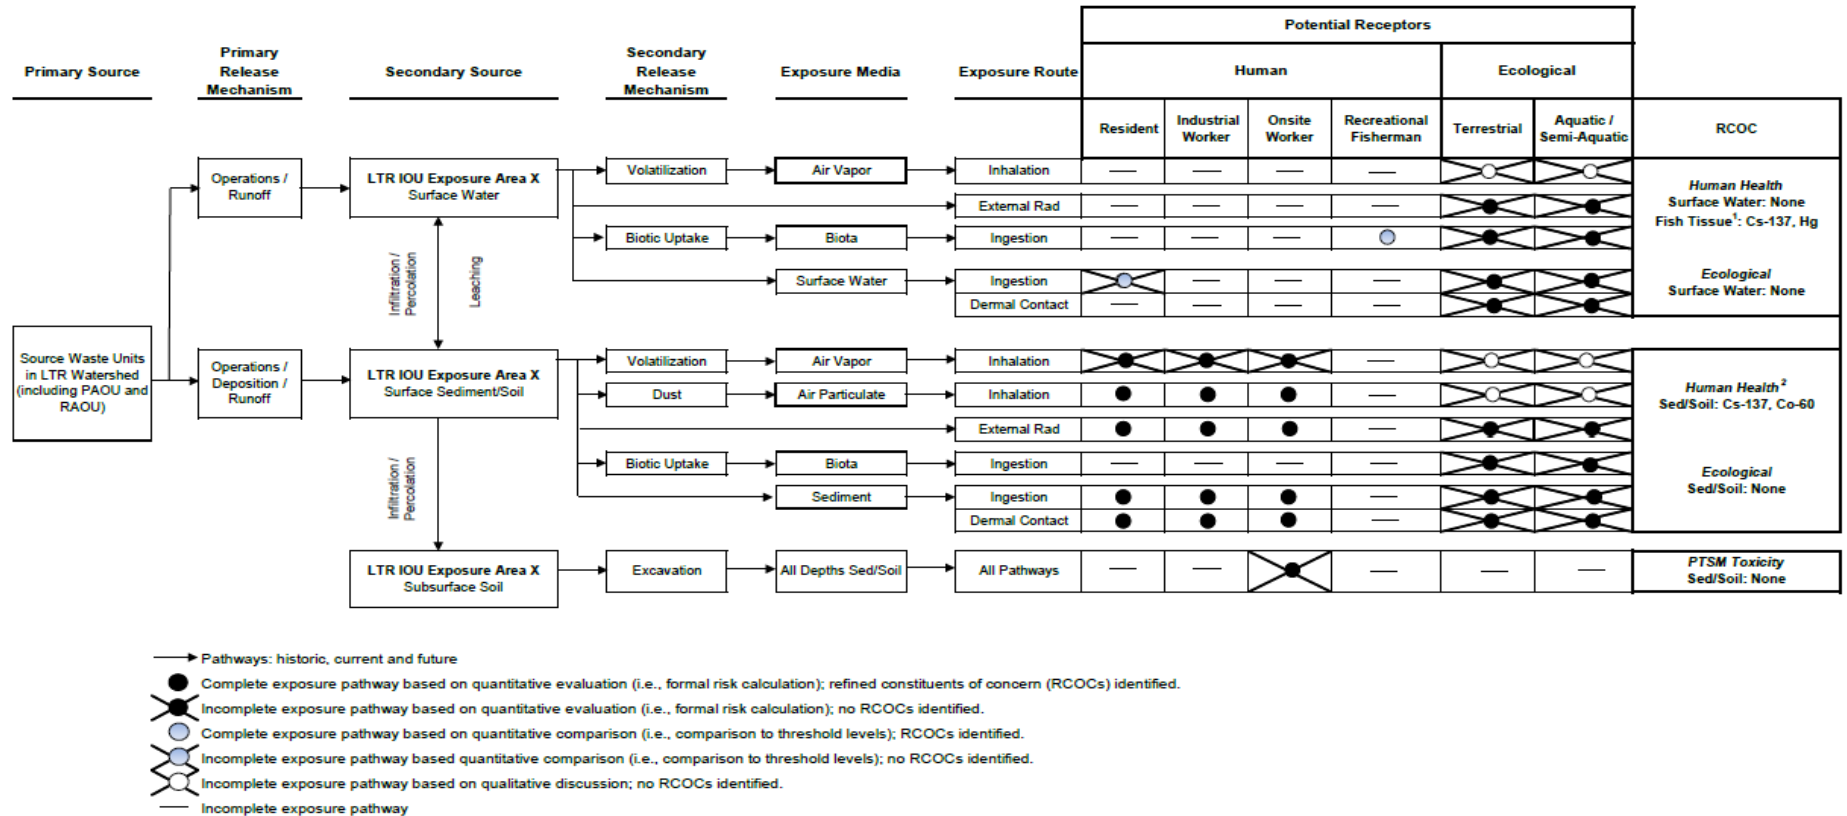 Potential Receptors
Primary Source
Primary
Release
Mechanism
Secondary Source
Secondary
Release
Mechanism
Exposure Media
Exposure Route
Human
Ecological
Resident
Industrial
Worker
Onsite
Worker
Recreational
Fisherman
Terrestrial
Aquatic /
Semi-Aquatic
RCOC
Operations /
Runoff
LTR IOU Exposure Area X
Surface Water
Volatilization
Air Vapor
Inhalation
External Rad
Biotic Uptake
Biota
Ingestion
Surface Water
Ingestion
Dermal Contact
Human Health
Surface Water: None
Fish Tissue¹: Cs-137, Hg
Ecological
Surface Water: None
Infiltration /
Percolation
Leaching
Source Waste Units
in LTR Watershed
(including PAOU and
RAOU)
Operations /
Deposition /
Runoff
LTR IOU Exposure Area X
Surface Sediment/Soil
Volatilization
Air Vapor
Inhalation
Dust
Air Particulate
Inhalation
External Rad
Biotic Uptake
Biota
Ingestion
Sediment
Ingestion
Dermal Contact
Human Health²
Sed/Soil: Cs-137, Co-60
Ecological
Sed/Soil: None
Infiltration /
Percolation
LTR IOU Exposure Area X
Subsurface Soil
Excavation
All Depths Sed/Soil
All Pathways
PTSM Toxicity
Sed/Soil: None
Pathways: historic, current and future
Complete exposure pathway based on quantitative evaluation (i.e., formal risk calculation); refined constituents of concern (RCOCs) identified.
Incomplete exposure pathway based on quantitative evaluation (i.e., formal risk calculation); no RCOCs identified.
Complete exposure pathway based on quantitative comparison (i.e., comparison to threshold levels); RCOCs identified.
Incomplete exposure pathway based quantitative comparison (i.e., comparison to threshold levels); no RCOCs identified.
Incomplete exposure pathway based on qualitative discussion; no RCOCs identified.
Incomplete exposure pathway